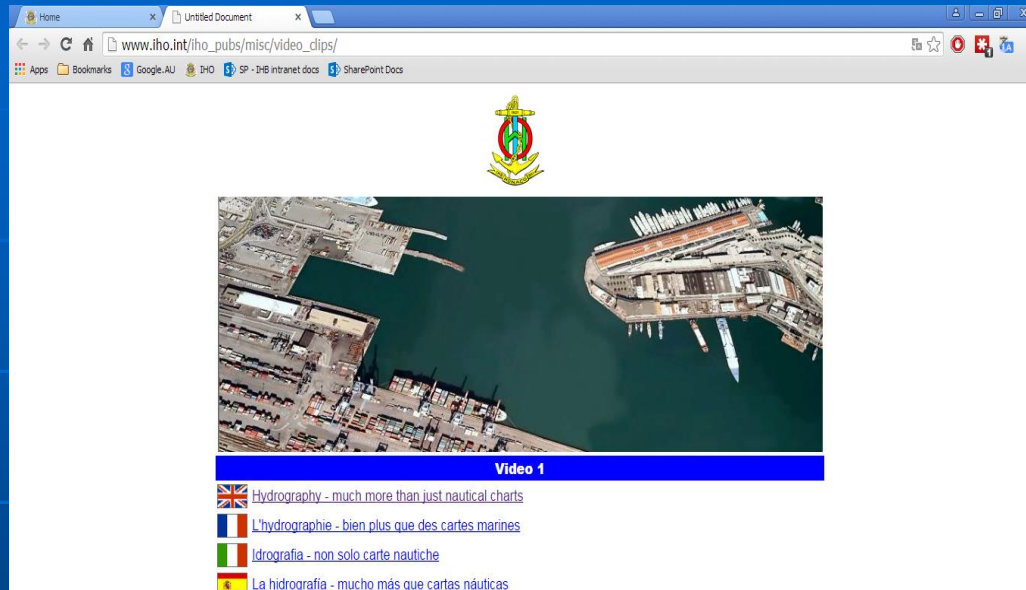 Home
Untitled Document
www.iho.int/iho_pubs/misc/video_clips/
Apps Bookmarks Google.AU IHO SP - IHB intranet docs SharePoint Docs
Video 1
Hydrography - much more than just nautical charts
L'hydrographie - bien plus que des cartes marines
Idrografia - non solo carte nautiche
La hidrografía - mucho más que cartas náuticas